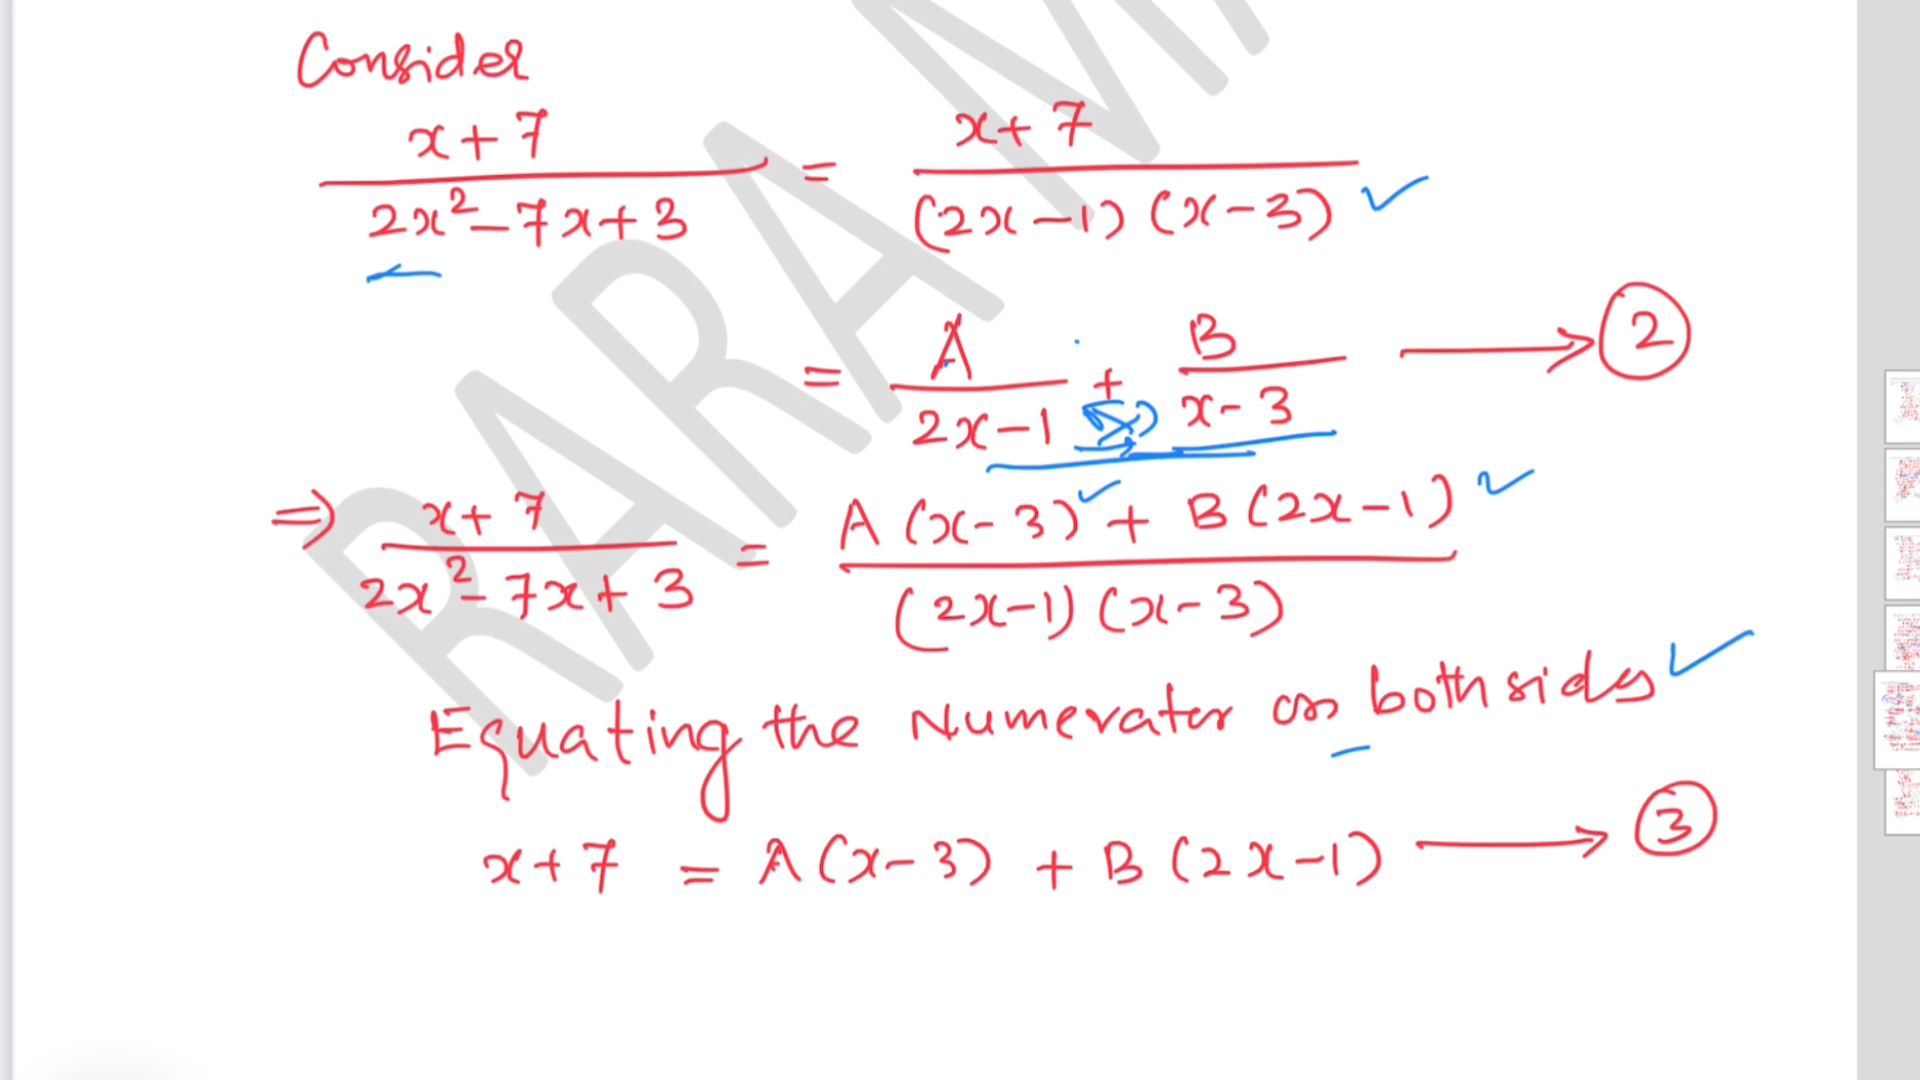 Consider
x+7 / 2x²-7x+3 = x+7 / (2x-1)(x-3)
= A / 2x-1 + B / x-3 → 2
⇒ x+7 / 2x²-7x+3 = A(x-3) + B(2x-1) / (2x-1)(x-3)
Equating the Numerator on both sides
x+7 = A(x-3) + B(2x-1) → 3
RARA